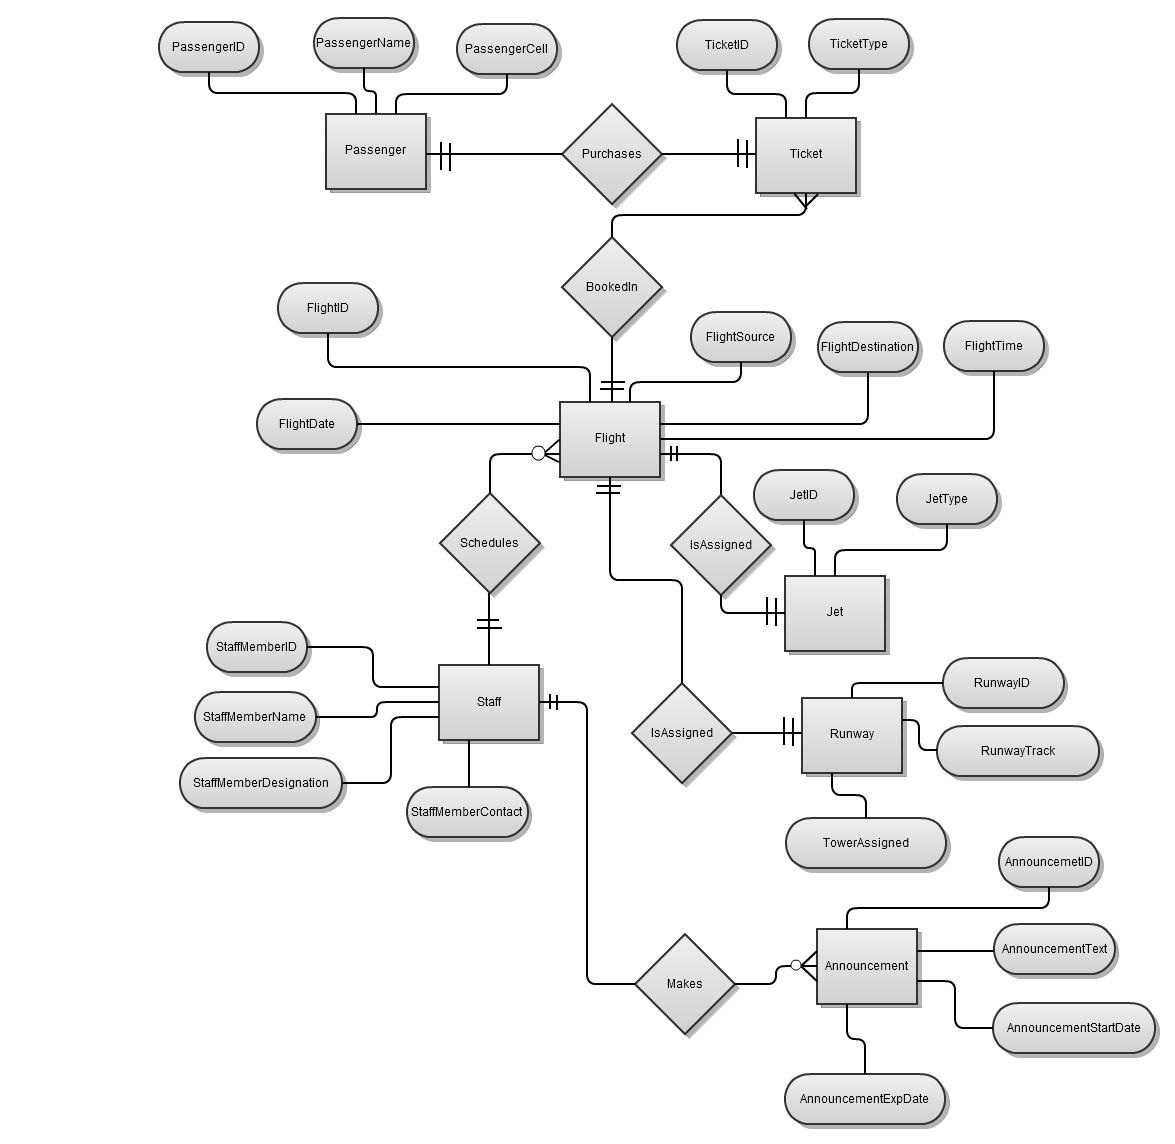 PassengerID
PassengerName
PassengerCell
TicketID
TicketType
Passenger
Purchases
Ticket
BookedIn
FlightID
FlightSource
FlightDestination
FlightTime
FlightDate
Flight
JetID
JetType
Schedules
IsAssigned
Jet
StaffMemberID
RunwayID
Staff
StaffMemberName
IsAssigned
Runway
RunwayTrack
StaffMemberDesignation
StaffMemberContact
TowerAssigned
AnnouncemetID
AnnouncementText
Announcement
Makes
AnnouncementStartDate
AnnouncementExpDate